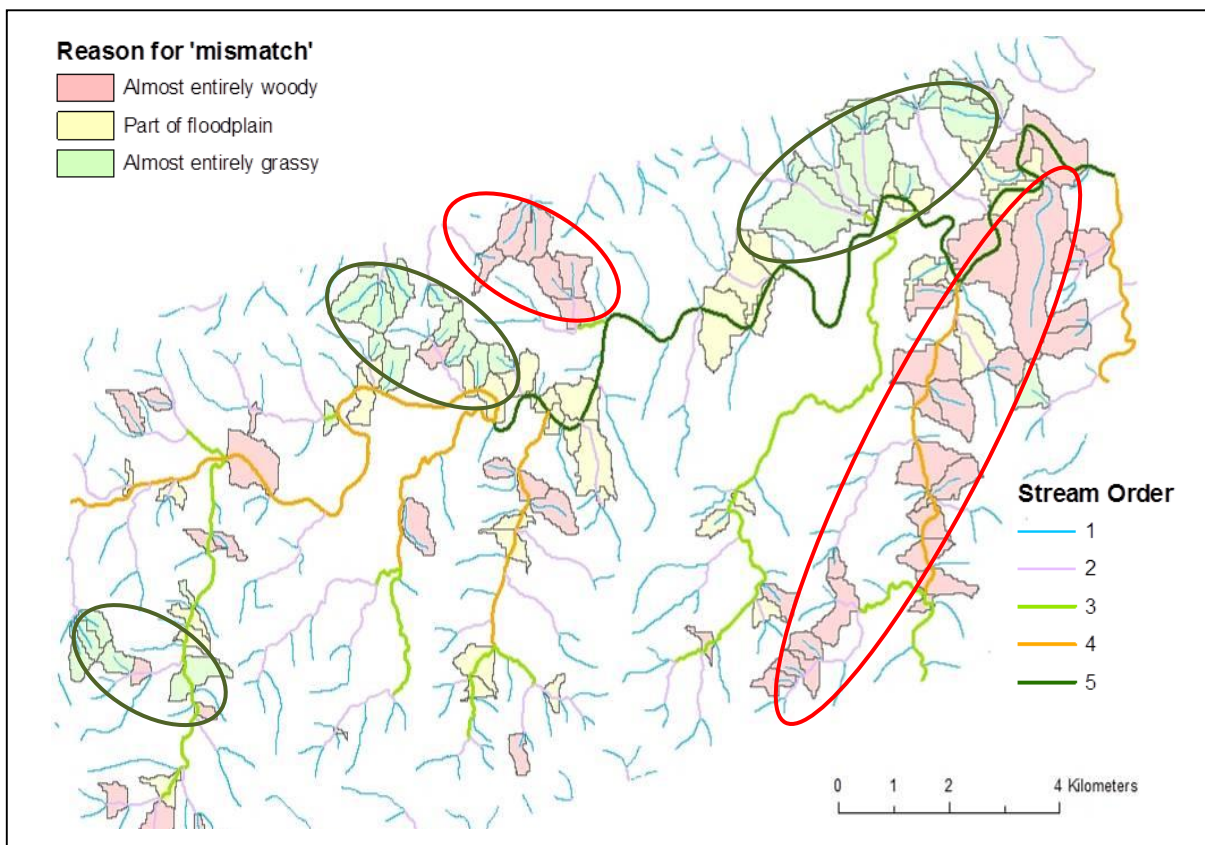 Reason for 'mismatch'
Almost entirely woody
Part of floodplain
Almost entirely grassy
Stream Order
1
2
3
4
5
0 1 2 4 Kilometers